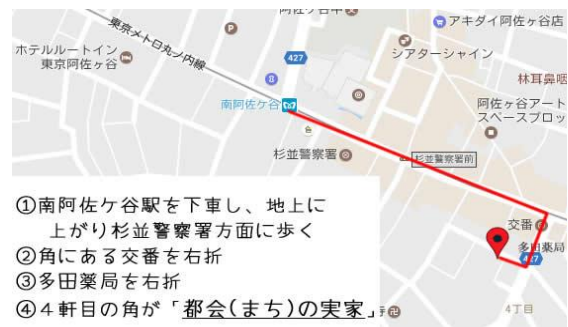 アキダイ阿佐ヶ谷店
東京メトロ丸ノ内線
ホテルルートイン
東京阿佐ヶ谷
427
シアターシャイン
林耳鼻咽
南阿佐ケ谷
阿佐ヶ谷アート
スペースプロッ
杉並警察署
杉並警察署前
交番
多田薬局
427
4丁目
①南阿佐ケ谷駅を下車し、地上に
上がり杉並警察署方面に歩く
②角にある交番を右折
③多田薬局を右折
④4軒目の角が「都会(まち)の実家」